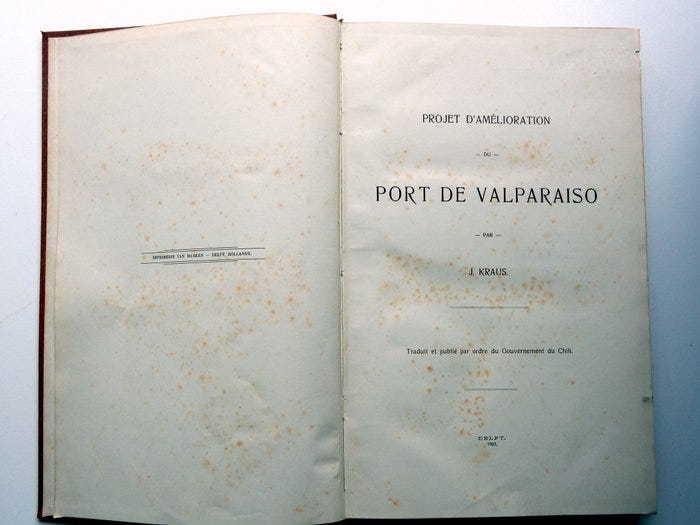 IMPRIMERIE VAN MARKEN — DELFT, HOLLANDE.
PROJET D'AMÉLIORATION
— DU —
PORT DE VALPARAISO
— PAR —
J. KRAUS.
Traduit et publié par ordre du Gouvernement du Chili.
DELFT,
1903.